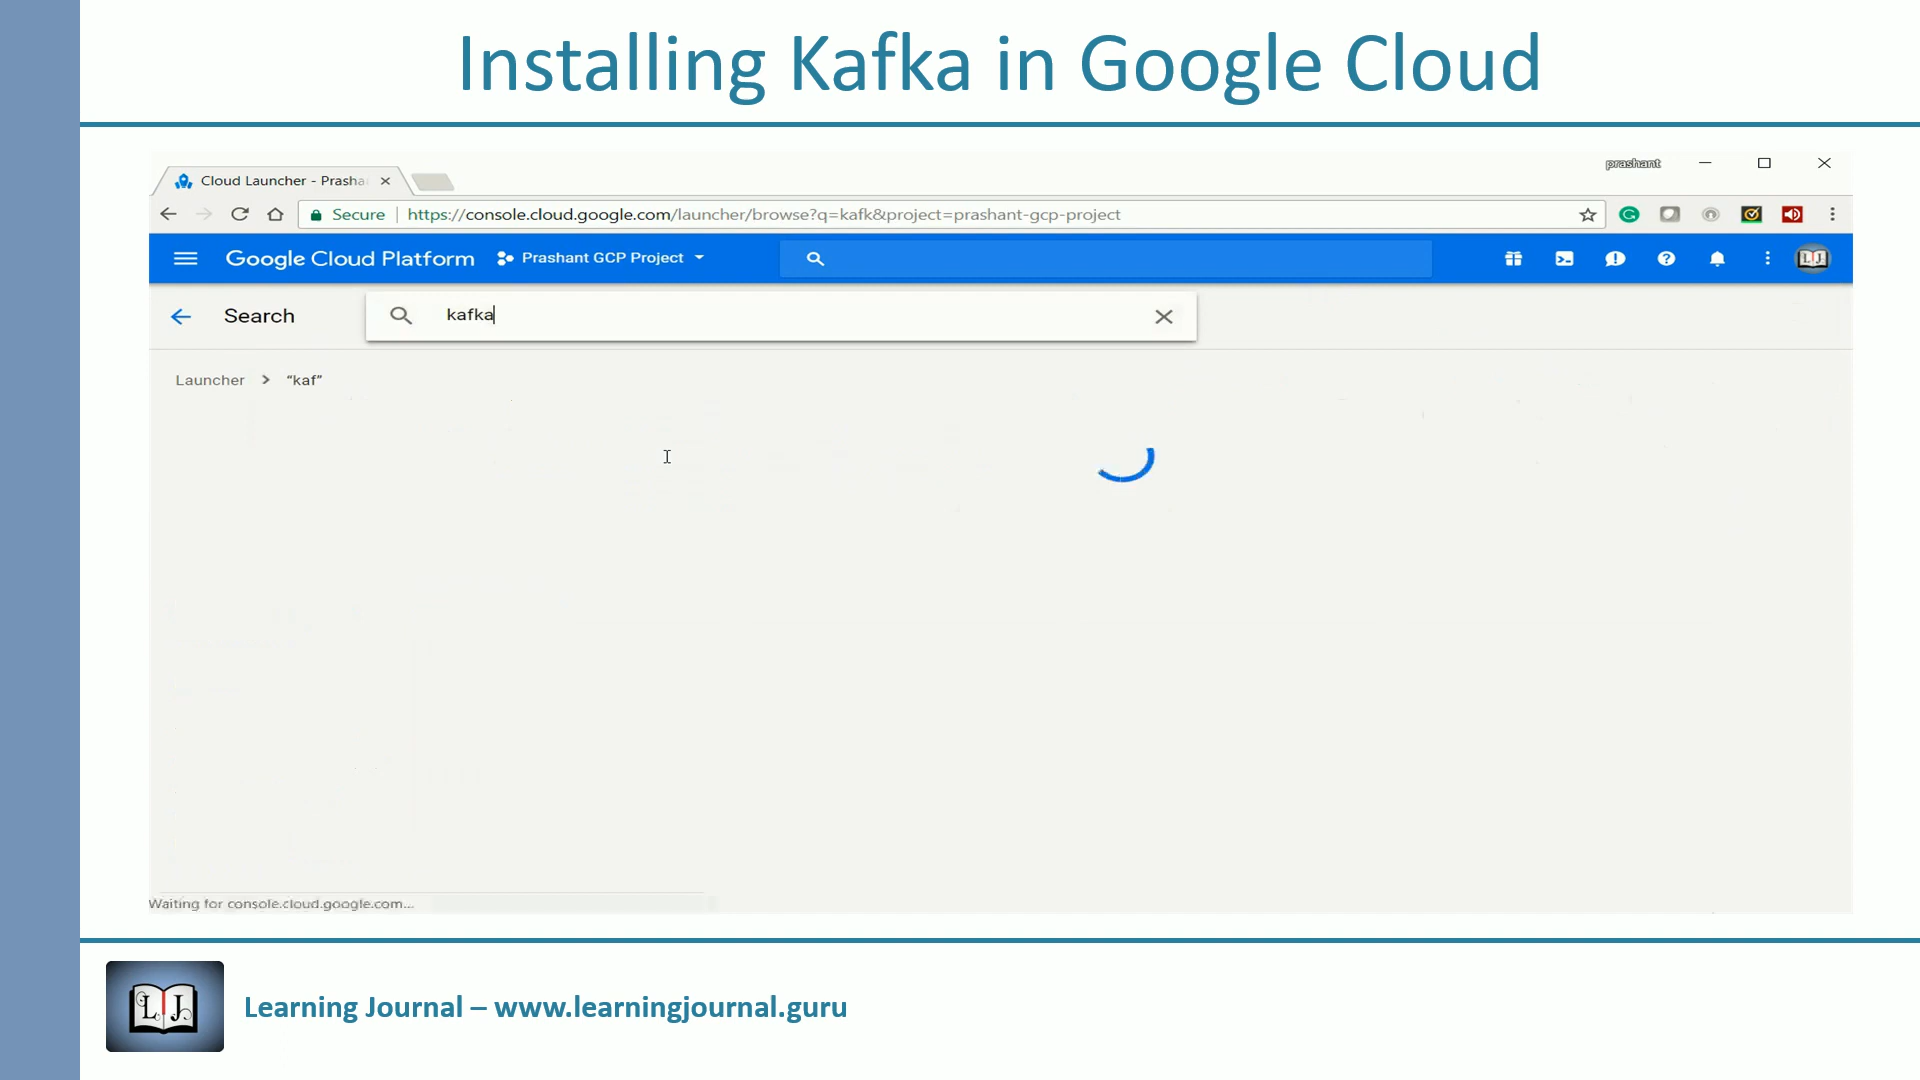 Installing Kafka in Google Cloud
prashant
Cloud Launcher - Prasha
Secure https://console.cloud.google.com/launcher/browse?q=kafk&project=prashant-gcp-project
Google Cloud Platform Prashant GCP Project
Search kafka
Launcher > "kaf"
Waiting for console.cloud.google.com...
L J
Learning Journal – www.learningjournal.guru